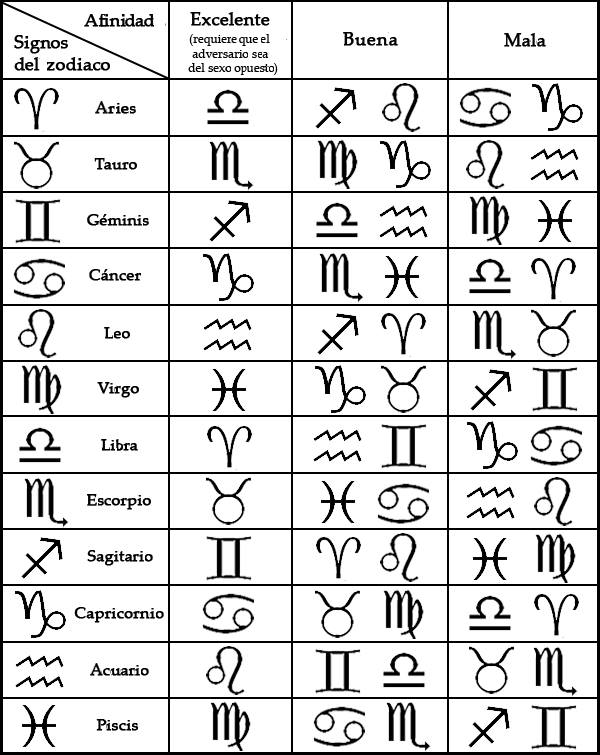 Afinidad
Signos
del zodiaco
Excelente
(requiere que el
adversario sea
del sexo opuesto)
Buena
Mala
♈ Aries ♎ ♐ ♌ ♋ ♑
♉ Tauro ♏ ♍ ♑ ♌ ♒
♊ Géminis ♐ ♎ ♒ ♍ ♓
♋ Cáncer ♑ ♏ ♓ ♎ ♈
♌ Leo ♒ ♐ ♈ ♏ ♉
♍ Virgo ♓ ♑ ♉ ♐ ♊
♎ Libra ♈ ♒ ♊ ♑ ♋
♏ Escorpio ♉ ♓ ♋ ♒ ♌
♐ Sagitario ♊ ♈ ♌ ♓ ♍
♑ Capricornio ♋ ♉ ♍ ♎ ♈
♒ Acuario ♌ ♊ ♎ ♉ ♏
♓ Piscis ♍ ♋ ♏ ♐ ♊